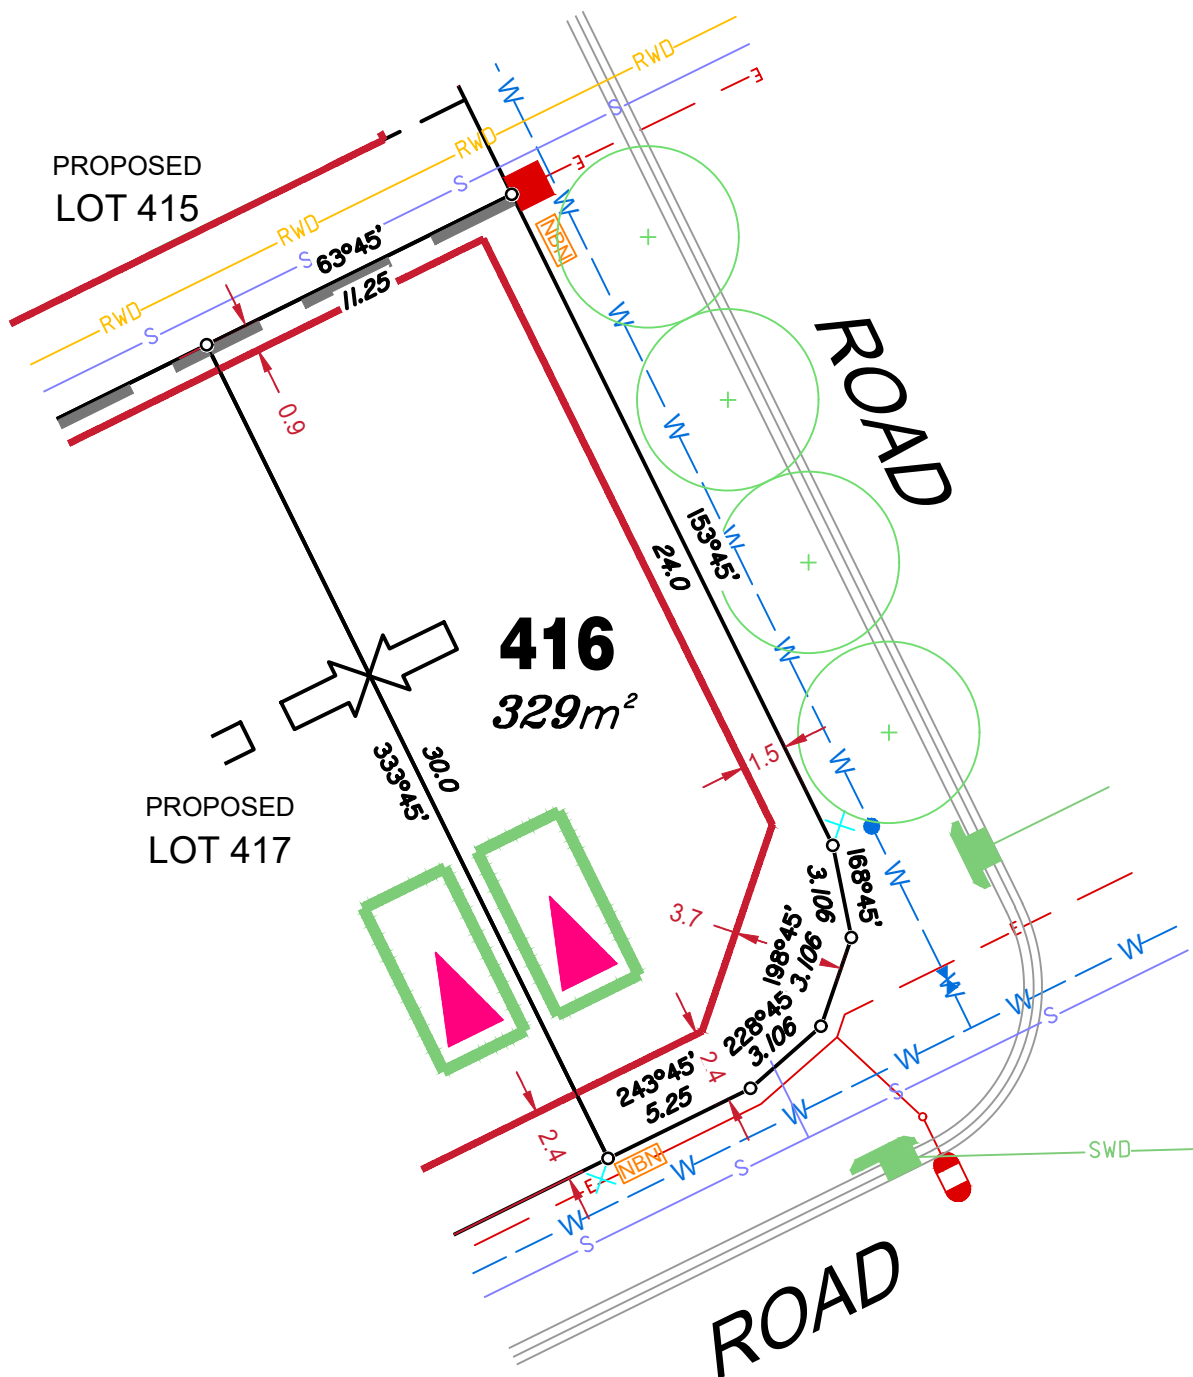 RWD
E
W
S
RWD
E
PROPOSED
LOT 415
S
W
RWD
NBN
63°45'
S
11.25
RWD
W
S
ROAD
0.9
W
153°45'
W
24.0
416
329m²
W
30.0
333°45'
1.5
W
PROPOSED
LOT 417
168°45'
3.106
W
3.7
198°45'
3.106
E
W
W
W
S
228°45'
3.106
W
2.4
243°45'
5.25
S
W
2.4
SWD
NBN
W
S
E
W
S
ROAD